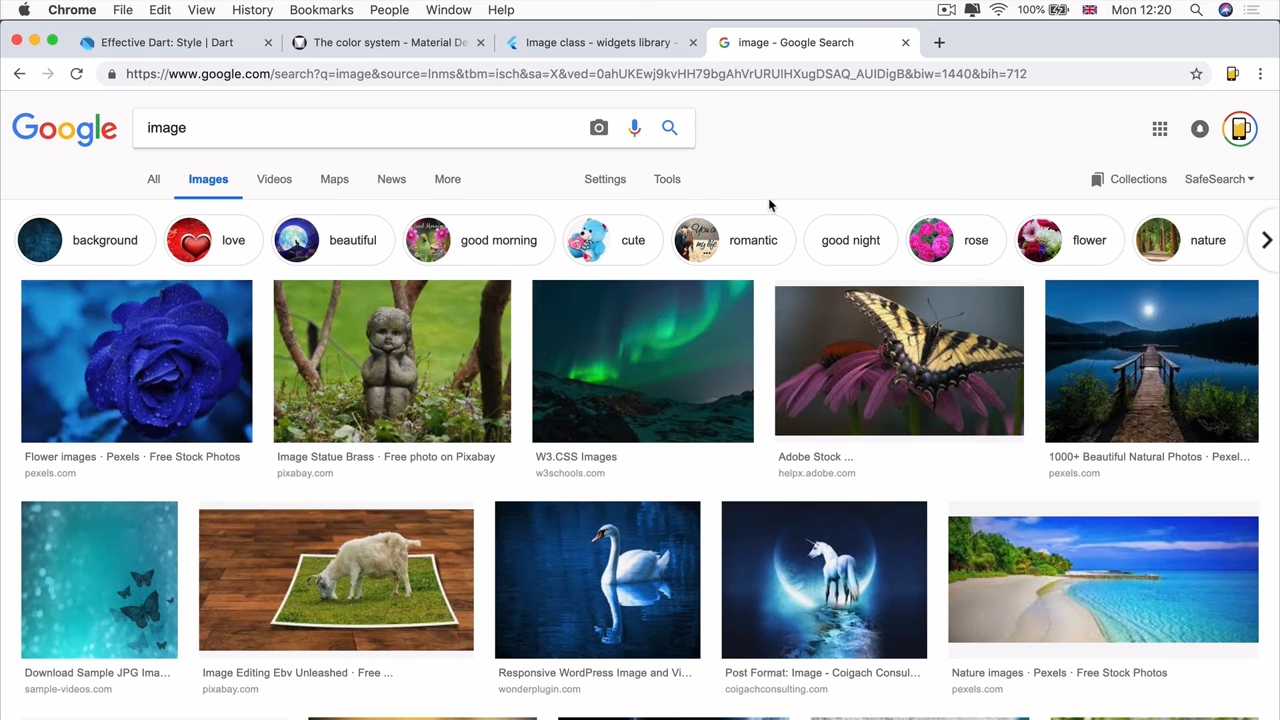 Chrome File Edit View History Bookmarks People Window Help 100% Mon 12:20
Effective Dart: Style | Dart
The color system - Material De
Image class - widgets library -
image - Google Search
https://www.google.com/search?q=image&source=lnms&tbm=isch&sa=X&ved=0ahUKEwj9kvHH79bgAhVrURUIHXugDSAQ_AUIDigB&biw=1440&bih=712
Google
image
All Images Videos Maps News More Settings Tools Collections SafeSearch
background love beautiful good morning cute romantic good night rose flower nature
Flower images · Pexels · Free Stock Photos
pexels.com
Image Statue Brass · Free photo on Pixabay
pixabay.com
W3.CSS Images
w3schools.com
Adobe Stock ...
helpx.adobe.com
1000+ Beautiful Natural Photos · Pexel...
pexels.com
Download Sample JPG Ima...
sample-videos.com
Image Editing Ebv Unleashed · Free ...
pixabay.com
Responsive WordPress Image and Vi...
wonderplugin.com
Post Format: Image - Coigach Consul...
coigachconsulting.com
Nature images · Pexels · Free Stock Photos
pexels.com